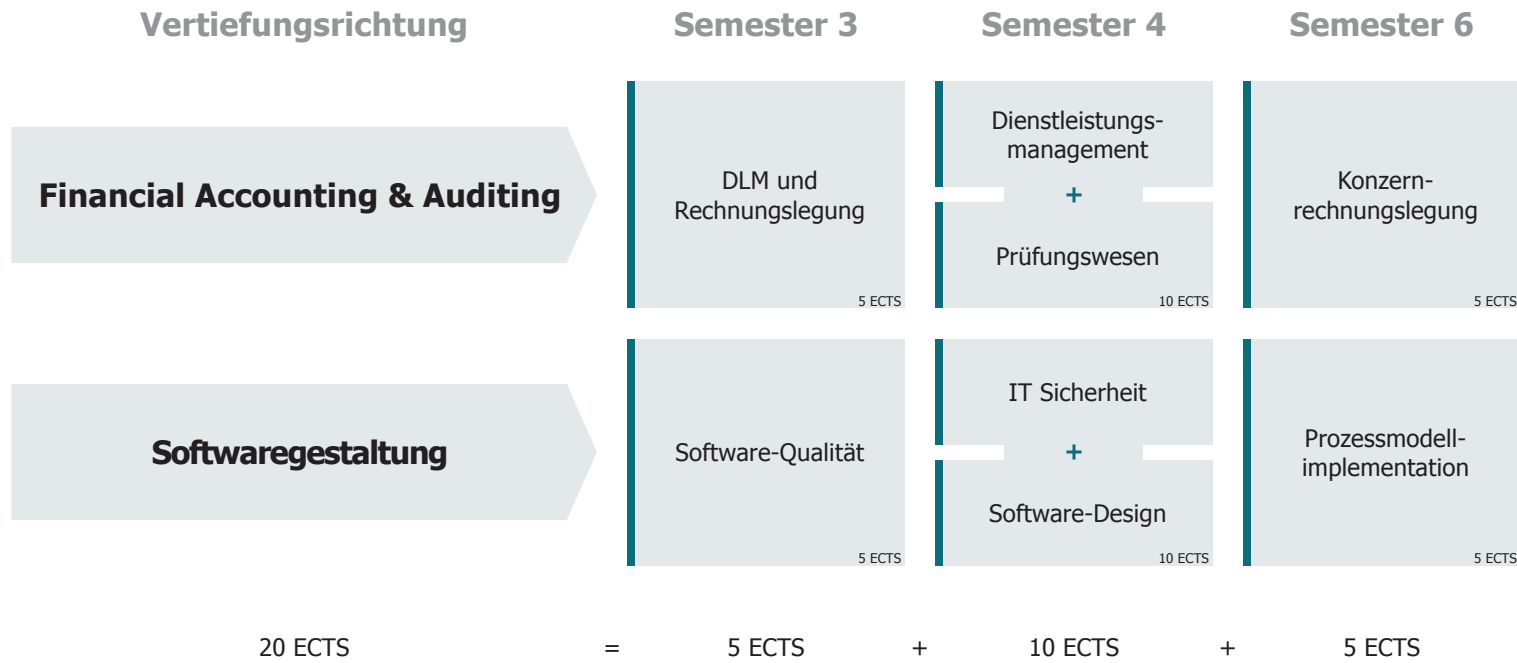 Vertiefungsrichtung Semester 3 Semester 4 Semester 6
Financial Accounting & Auditing
DLM und
Rechnungslegung
5 ECTS
Dienstleistungs-
management
+
Prüfungswesen
10 ECTS
Konzern-
rechnungslegung
5 ECTS
Softwaregestaltung
Software-Qualität
5 ECTS
IT Sicherheit
+
Software-Design
10 ECTS
Prozessmodell-
implementation
5 ECTS
20 ECTS = 5 ECTS + 10 ECTS + 5 ECTS